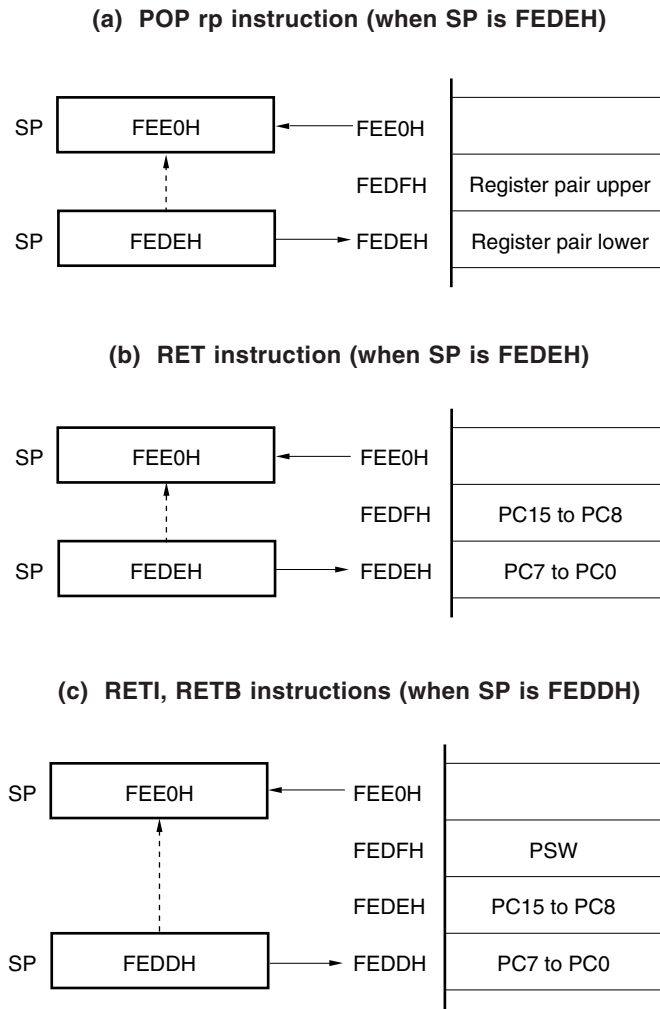 (a) POP rp instruction (when SP is FEDEH)
SP FEE0H FEE0H
FEDFH Register pair upper
SP FEDEH FEDEH Register pair lower
(b) RET instruction (when SP is FEDEH)
SP FEE0H FEE0H
FEDFH PC15 to PC8
SP FEDEH FEDEH PC7 to PC0
(c) RETI, RETB instructions (when SP is FEDDH)
SP FEE0H FEE0H
FEDFH PSW
FEDEH PC15 to PC8
SP FEDDH FEDDH PC7 to PC0